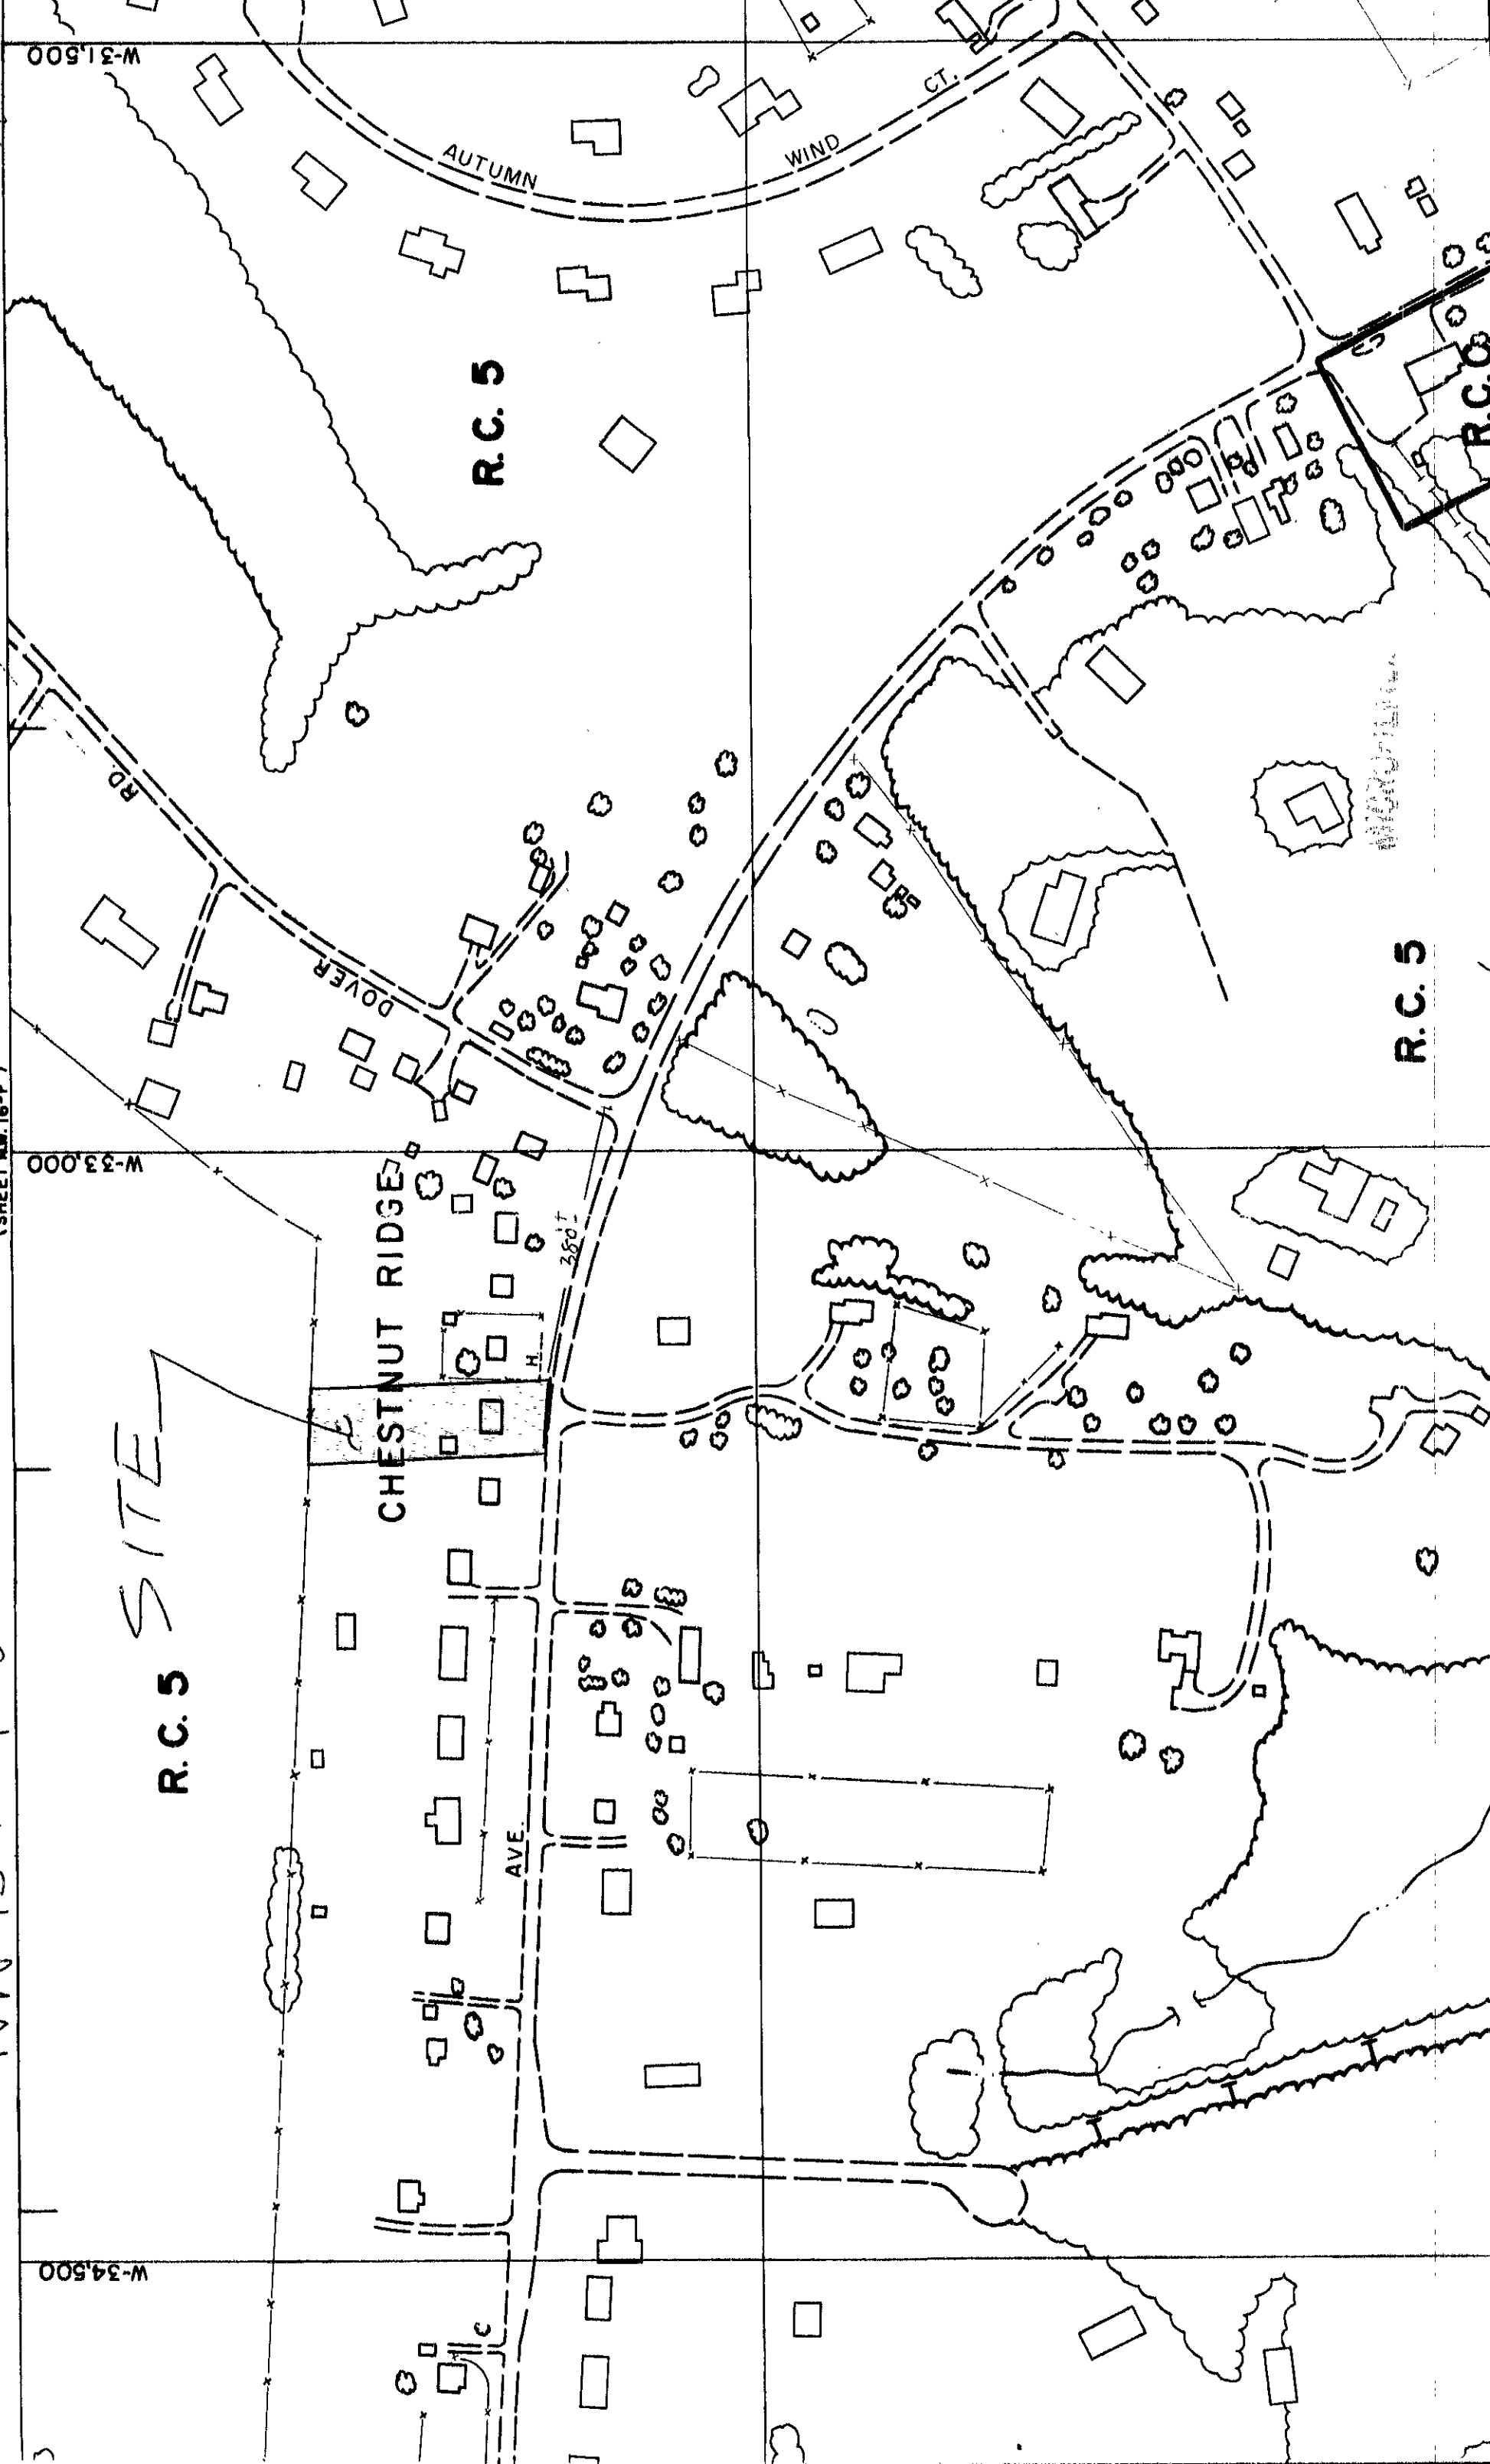 W-31,500
AUTUMN
WIND
CT.
R.C. 5
R.C.
RD.
DOVER
W-33,000
CHESTNUT RIDGE
380'±
H.
R.C. 5
SITE
R.C. 5
AVE.
W-34,500